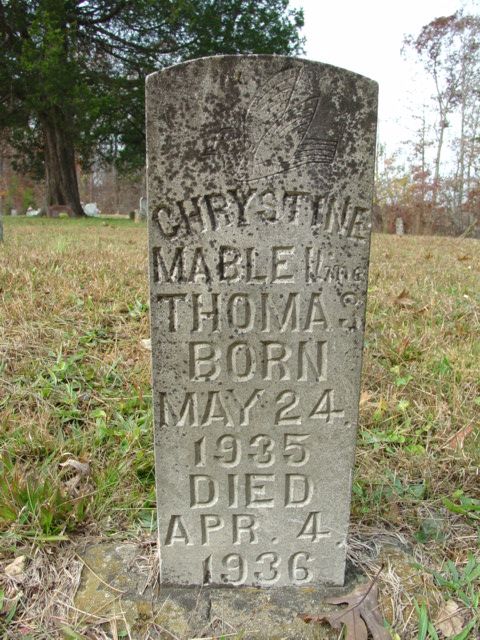 CHRYSTINE
MABLE
THOMAS
BORN
MAY 24.
1935
DIED
APR. 4.
1936